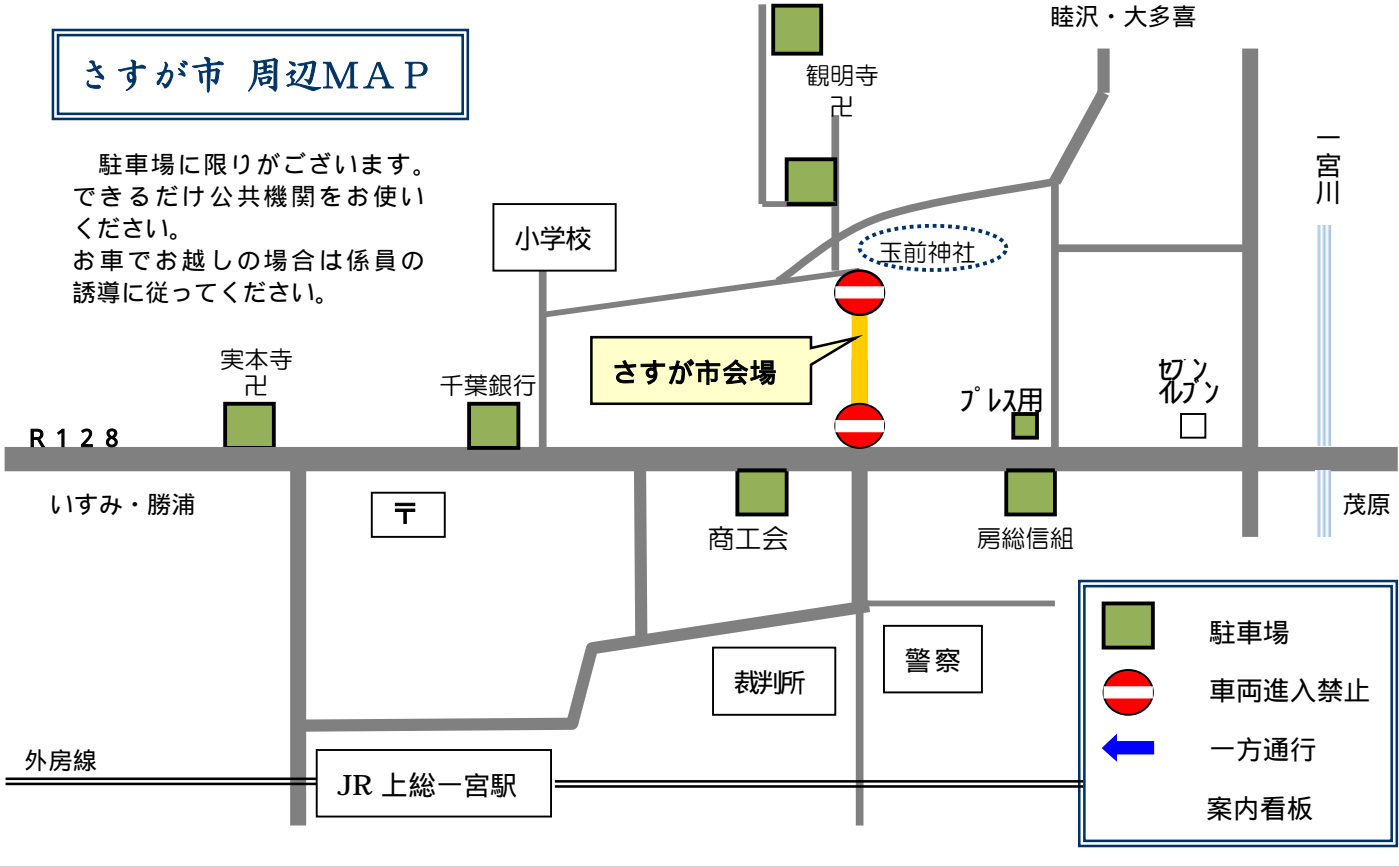 さすが市 周辺MAP
駐車場に限りがございます。
できるだけ公共機関をお使い
ください。
お車でお越しの場合は係員の
誘導に従ってください。
睦沢・大多喜
観明寺
卍
一宮川
小学校
玉前神社
さすが市会場
実本寺
卍
千葉銀行
プレス用
セブン
イレブン
R128
いすみ・勝浦
〒
商工会
房総信組
茂原
裁判所
警察
外房線
JR 上総一宮駅
駐車場
車両進入禁止
一方通行
案内看板